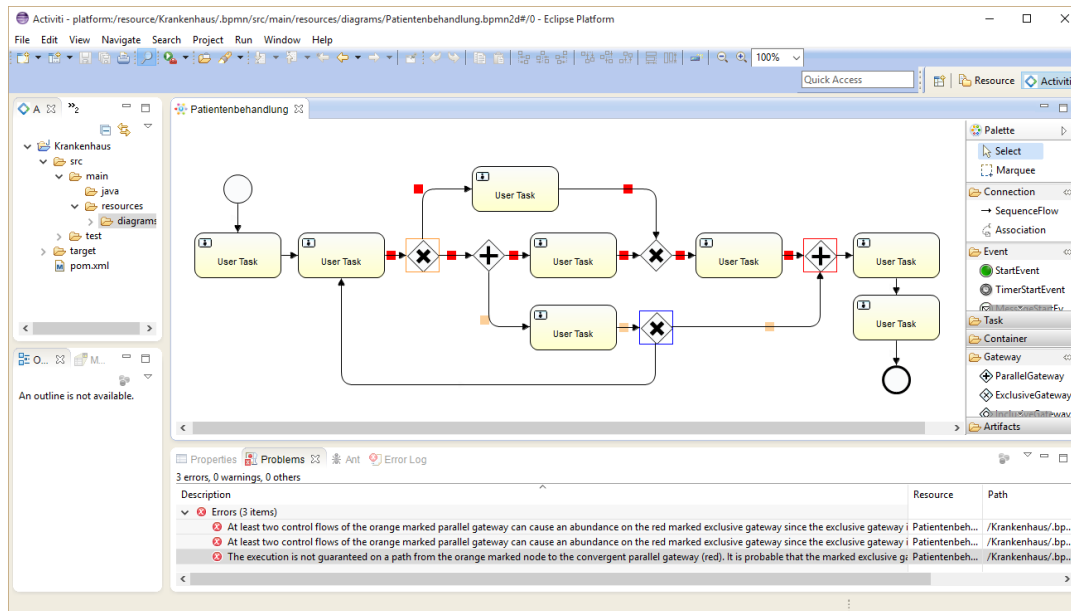 Activiti - platform:/resource/Krankenhaus/.bpmn/src/main/resources/diagrams/Patientenbehandlung.bpmn2d#/0 - Eclipse Platform
File Edit View Navigate Search Project Run Window Help
100%
Quick Access
Resource
Activiti
A
»2
Krankenhaus
src
main
java
resources
diagrams
test
target
pom.xml
O...
M...
An outline is not available.
Patientenbehandlung
User Task
User Task
User Task
User Task
User Task
User Task
User Task
User Task
Palette
Select
Marquee
Connection
SequenceFlow
Association
Event
StartEvent
TimerStartEvent
MessageStartEv
Task
Container
Gateway
ParallelGateway
ExclusiveGateway
InclusiveGateway
Artifacts
Properties Problems Ant Error Log
3 errors, 0 warnings, 0 others
Description Resource Path
Errors (3 items)
At least two control flows of the orange marked parallel gateway can cause an abundance on the red marked exclusive gateway since the exclusive gateway i Patientenbeh... /Krankenhaus/.bp...
At least two control flows of the orange marked parallel gateway can cause an abundance on the red marked exclusive gateway since the exclusive gateway i Patientenbeh... /Krankenhaus/.bp...
The execution is not guaranteed on a path from the orange marked node to the convergent parallel gateway (red). It is probable that the marked exclusive ga Patientenbeh... /Krankenhaus/.bp...